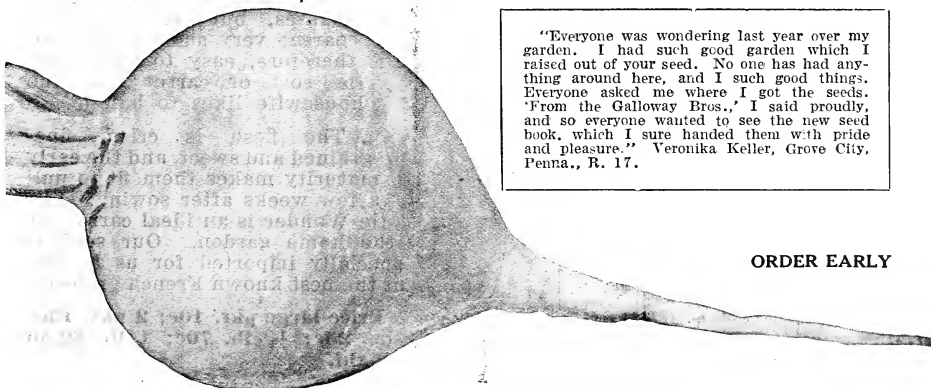 "Everyone was wondering last year over my
garden. I had such good garden which I
raised out of your seed. No one has had any-
thing around here, and I such good things.
Everyone asked me where I got the seeds.
'From the Galloway Bros.,' I said proudly,
and so everyone wanted to see the new seed
book, which I sure handed them with pride
and pleasure." Veronika Keller, Grove City,
Penna., R. 17.
ORDER EARLY